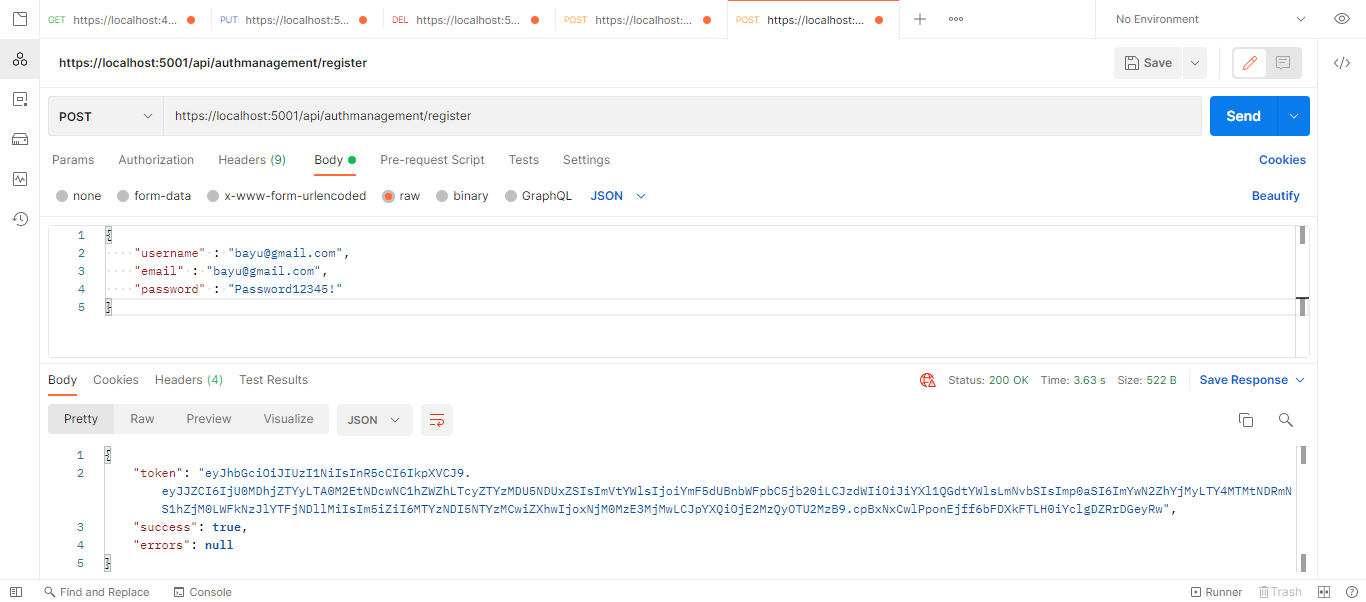 GET https://localhost:4... PUT https://localhost:5... DEL https://localhost:5... POST https://localhost:... POST https://localhost:... No Environment
https://localhost:5001/api/authmanagement/register Save
POST https://localhost:5001/api/authmanagement/register Send
Params Authorization Headers (9) Body Pre-request Script Tests Settings Cookies
none form-data x-www-form-urlencoded raw binary GraphQL JSON Beautify
1 {
2 "username" : "bayu@gmail.com",
3 "email" : "bayu@gmail.com",
4 "password" : "Password12345!"
5 }
Body Cookies Headers (4) Test Results Status: 200 OK Time: 3.63 s Size: 522 B Save Response
Pretty Raw Preview Visualize JSON
1 {
2 "token": "eyJhbGciOiJIUzI1NiIsInR5cCI6IkpXVCJ9.
eyJJZCI6IjU0MDhjZTYyLTA0M2EtNDcwNC1hZWZhLTcyZTYzMDU5NDUxZSIsImVtYWlsIjoiYmF5dUBnbWFpbC5jb20iLCJzdWIiOiJiYXl1QGdtYWlsLmNvbSIsImp0aSI6ImYwN2ZhYjMyLTY4MTMtNDRmN
S1hZjM0LWFkNzJlYTFjNDllMiIsIm5iZiI6MTYzNDI5NTYzMCwiZXhwIjoxNjM0MzE3MjMwLCJpYXQiOjE2MzQyOTU2MzB9.cpBxNxCwlPponEjff6bFDXkFTLH0iYclgDZRrDGeyRw",
3 "success": true,
4 "errors": null
5 }
Find and Replace Console Runner Trash